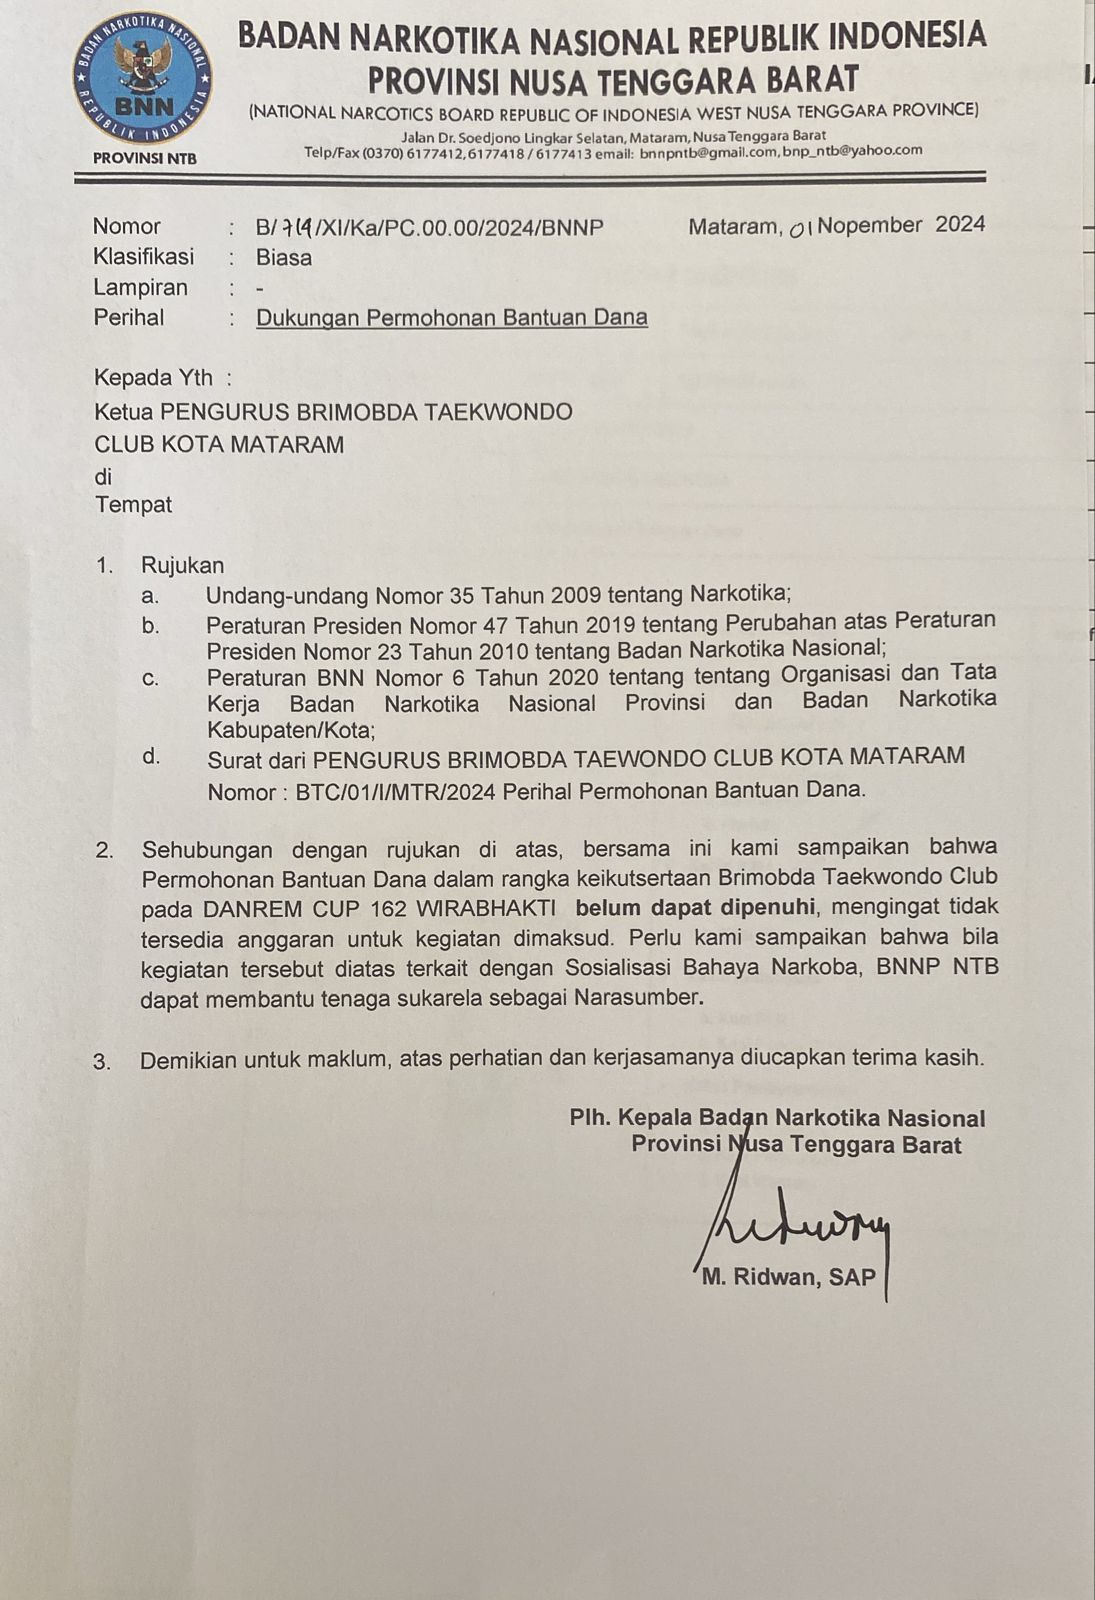 BADAN NARKOTIKA NASIONAL
REPUBLIK INDONESIA
BNN
PROVINSI NTB
BADAN NARKOTIKA NASIONAL REPUBLIK INDONESIA
PROVINSI NUSA TENGGARA BARAT
(NATIONAL NARCOTICS BOARD REPUBLIC OF INDONESIA WEST NUSA TENGGARA PROVINCE)
Jalan Dr. Soedjono Lingkar Selatan, Mataram, Nusa Tenggara Barat
Telp/Fax (0370) 6177412, 6177418 / 6177413 email: bnnpntb@gmail.com, bnp_ntb@yahoo.com
Nomor : B/719/XI/Ka/PC.00.00/2024/BNNP Mataram, 01 Nopember 2024
Klasifikasi : Biasa
Lampiran : -
Perihal : Dukungan Permohonan Bantuan Dana
Kepada Yth :
Ketua PENGURUS BRIMOBDA TAEKWONDO
CLUB KOTA MATARAM
di
Tempat
1. Rujukan
a. Undang-undang Nomor 35 Tahun 2009 tentang Narkotika;
b. Peraturan Presiden Nomor 47 Tahun 2019 tentang Perubahan atas Peraturan
Presiden Nomor 23 Tahun 2010 tentang Badan Narkotika Nasional;
c. Peraturan BNN Nomor 6 Tahun 2020 tentang tentang Organisasi dan Tata
Kerja Badan Narkotika Nasional Provinsi dan Badan Narkotika
Kabupaten/Kota;
d. Surat dari PENGURUS BRIMOBDA TAEWONDO CLUB KOTA MATARAM
Nomor : BTC/01/I/MTR/2024 Perihal Permohonan Bantuan Dana.
2. Sehubungan dengan rujukan di atas, bersama ini kami sampaikan bahwa
Permohonan Bantuan Dana dalam rangka keikutsertaan Brimobda Taekwondo Club
pada DANREM CUP 162 WIRABHAKTI belum dapat dipenuhi, mengingat tidak
tersedia anggaran untuk kegiatan dimaksud. Perlu kami sampaikan bahwa bila
kegiatan tersebut diatas terkait dengan Sosialisasi Bahaya Narkoba, BNNP NTB
dapat membantu tenaga sukarela sebagai Narasumber.
3. Demikian untuk maklum, atas perhatian dan kerjasamanya diucapkan terima kasih.
Plh. Kepala Badan Narkotika Nasional
Provinsi Nusa Tenggara Barat
M. Ridwan, SAP